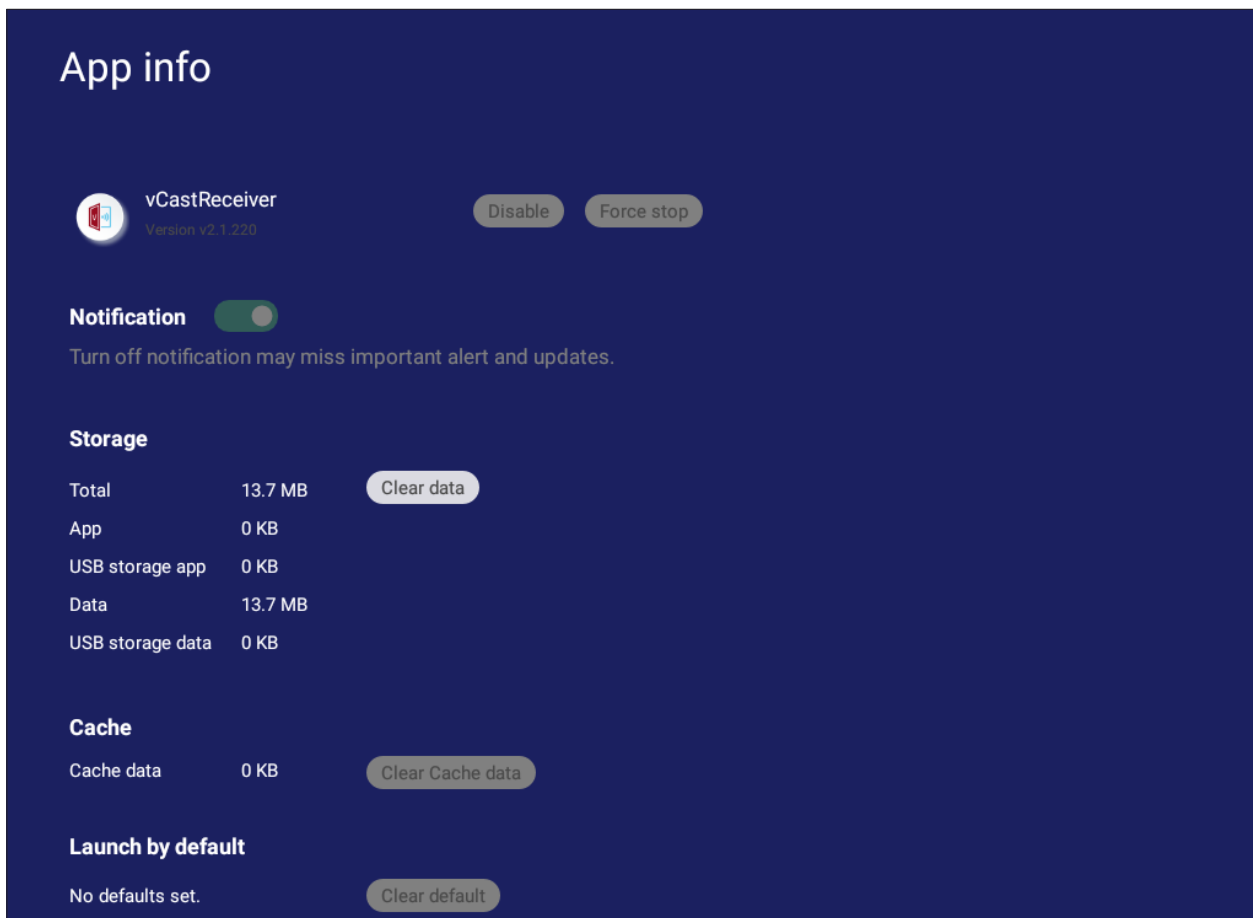 App info
vCastReceiver
Disable
Force stop
Version v2.1.220
Notification
Turn off notification may miss important alert and updates.
Storage
Total 13.7 MB Clear data
App 0 KB
USB storage app 0 KB
Data 13.7 MB
USB storage data 0 KB
Cache
Cache data 0 KB Clear Cache data
Launch by default
No defaults set. Clear default